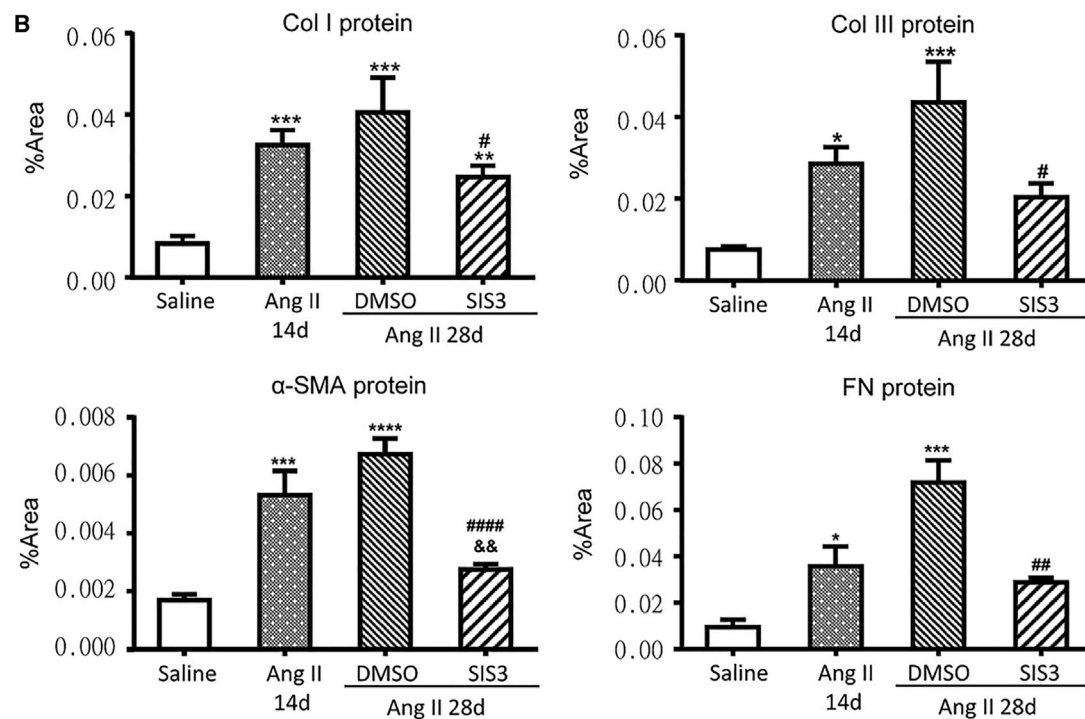 B
Col I protein
%Area
0.06
***
***
#
**
0.04
0.02
0.00
Saline
Ang II
14d
DMSO
SIS3
Ang II 28d
Col III protein
%Area
0.06
***
*
#
0.04
0.02
0.00
Saline
Ang II
14d
DMSO
SIS3
Ang II 28d
α-SMA protein
%Area
0.008
****
***
####
&&
0.006
0.004
0.002
0.000
Saline
Ang II
14d
DMSO
SIS3
Ang II 28d
FN protein
%Area
0.10
***
*
##
0.08
0.06
0.04
0.02
0.00
Saline
Ang II
14d
DMSO
SIS3
Ang II 28d